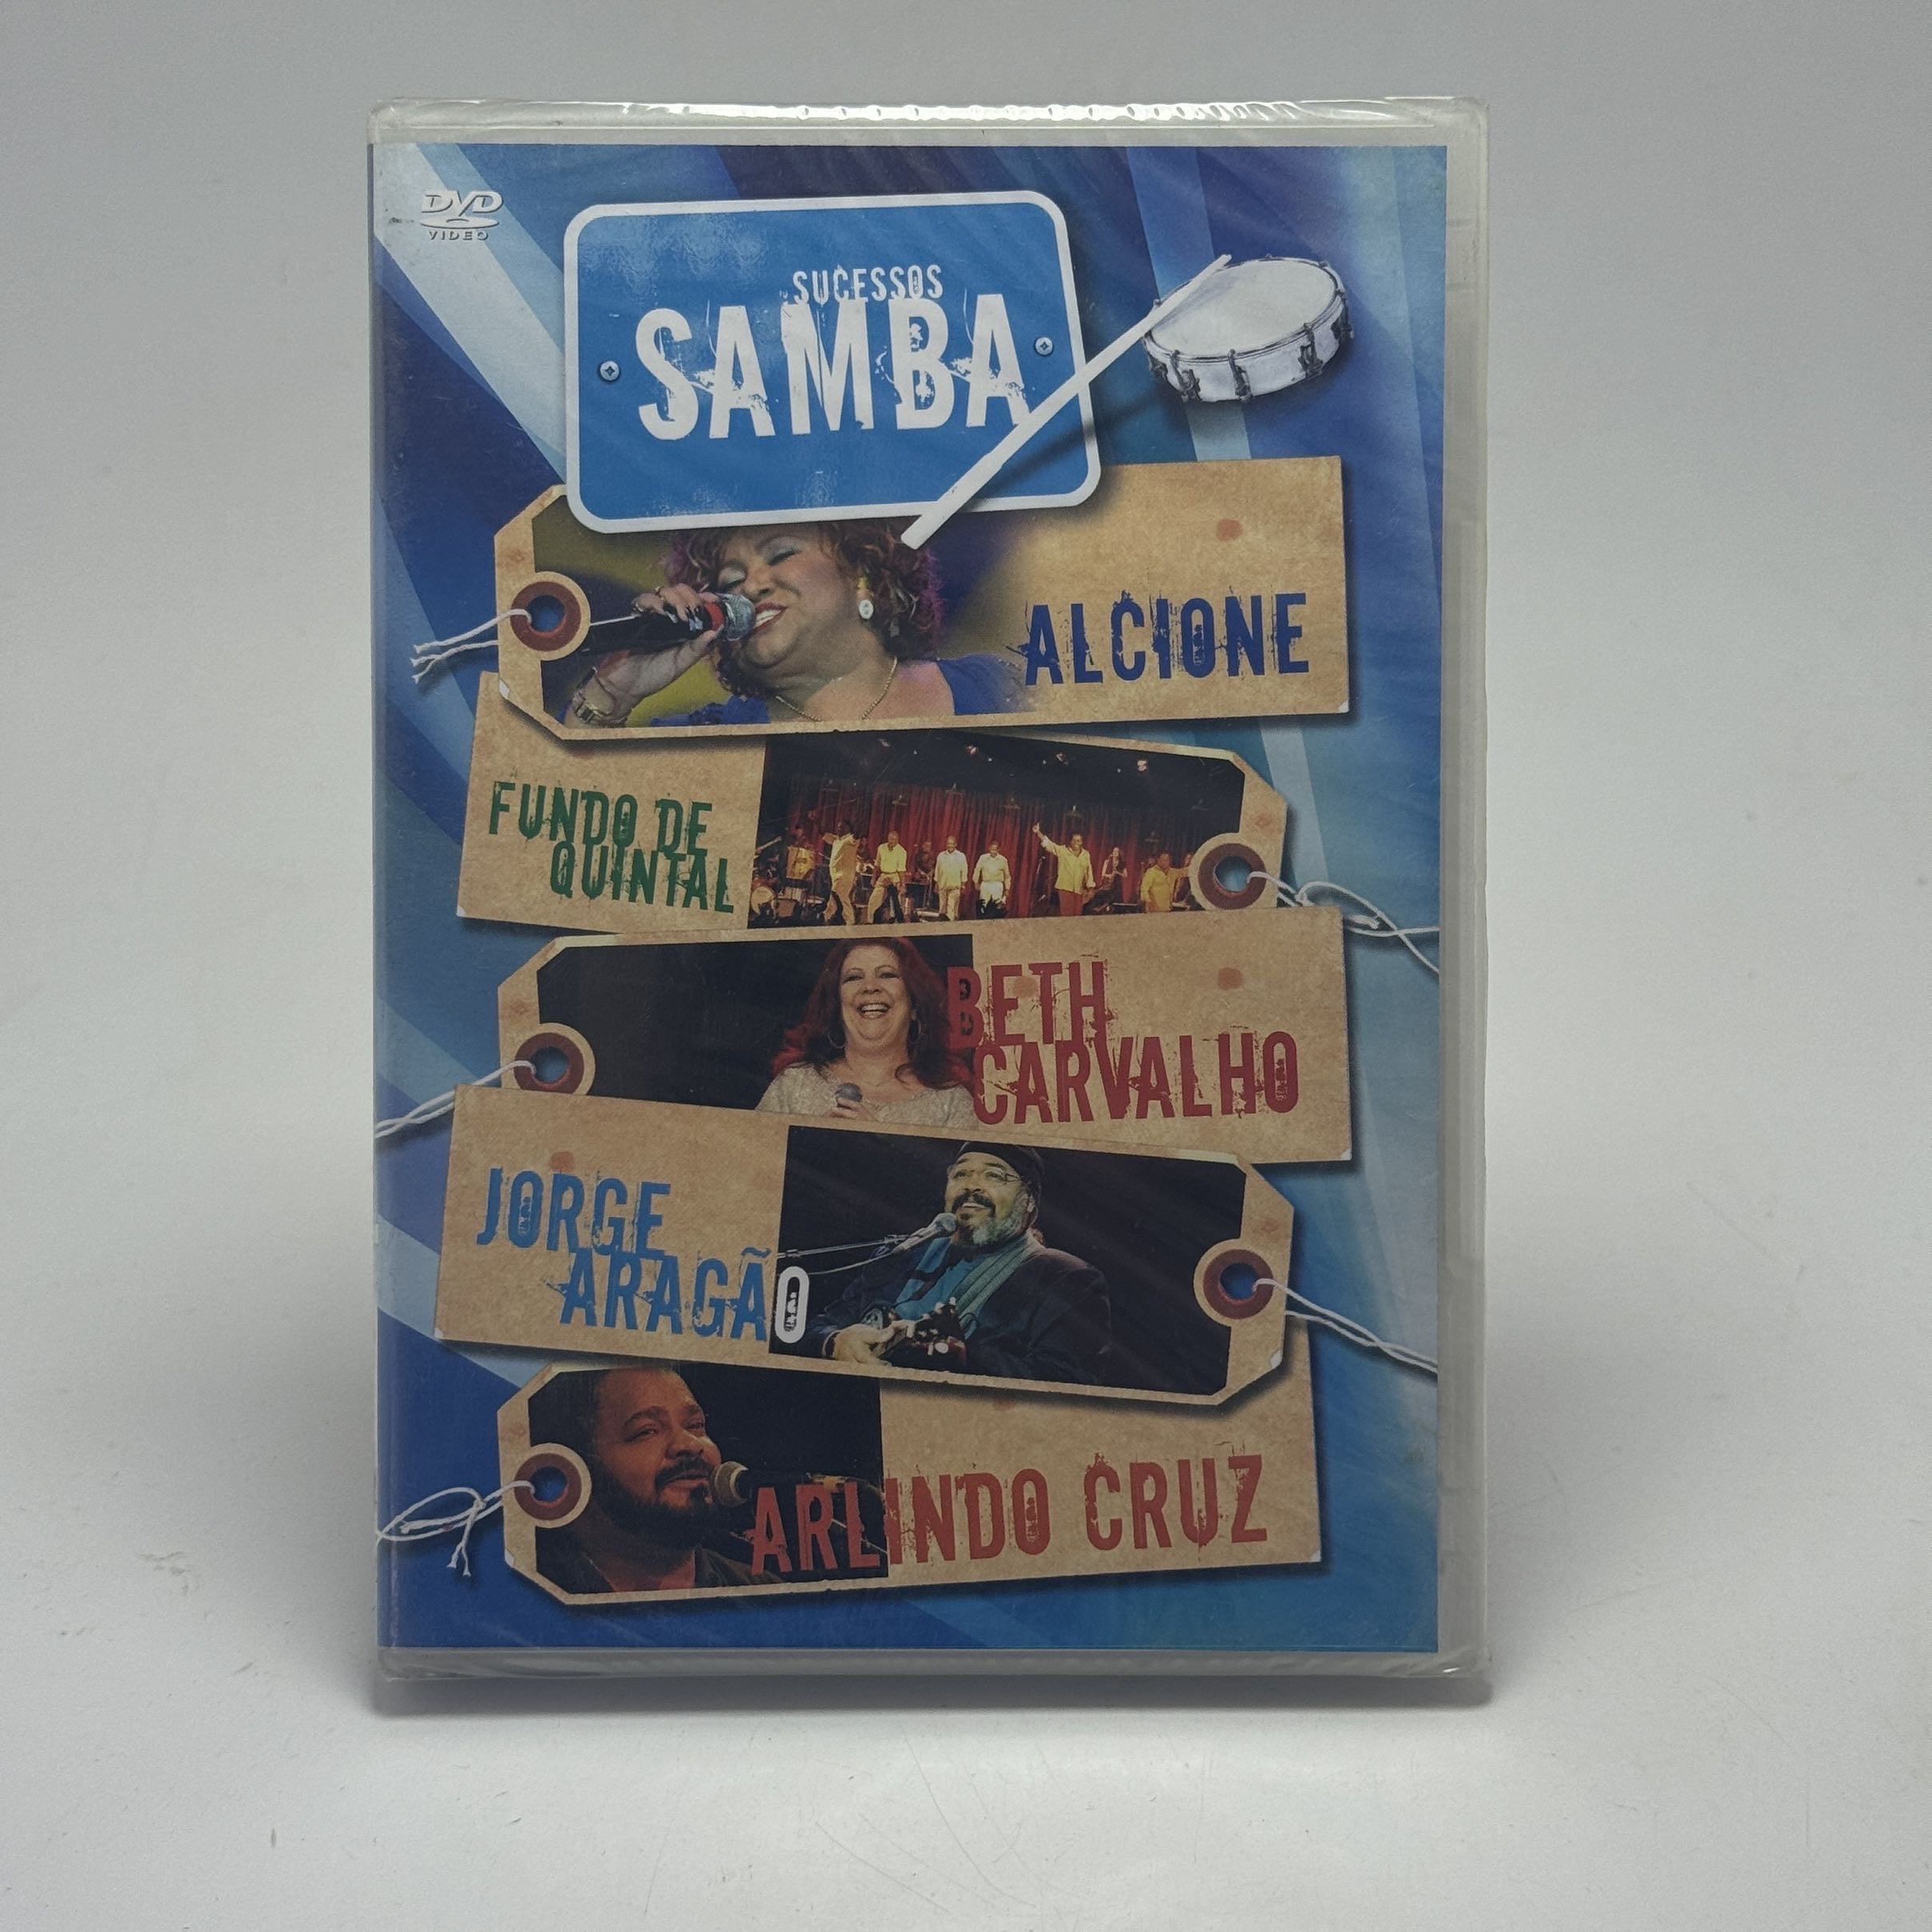 DVD
VIDEO
SUCESSOS
SAMBA
ALCIONE
FUNDO DE
QUINTAL
BETH
CARVALHO
JORGE
ARAGÃO
ARLINDO CRUZ